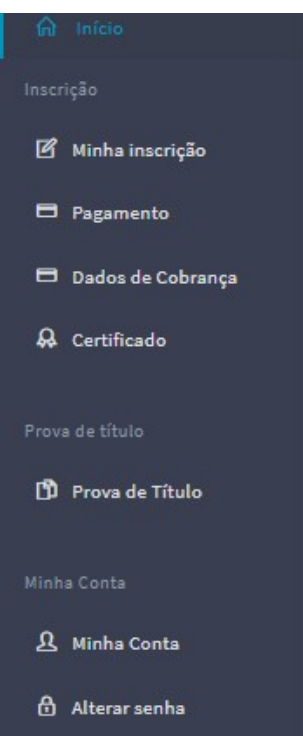 Início
Inscrição
Minha inscrição
Pagamento
Dados de Cobrança
Certificado
Prova de título
Prova de Título
Minha Conta
Minha Conta
Alterar senha